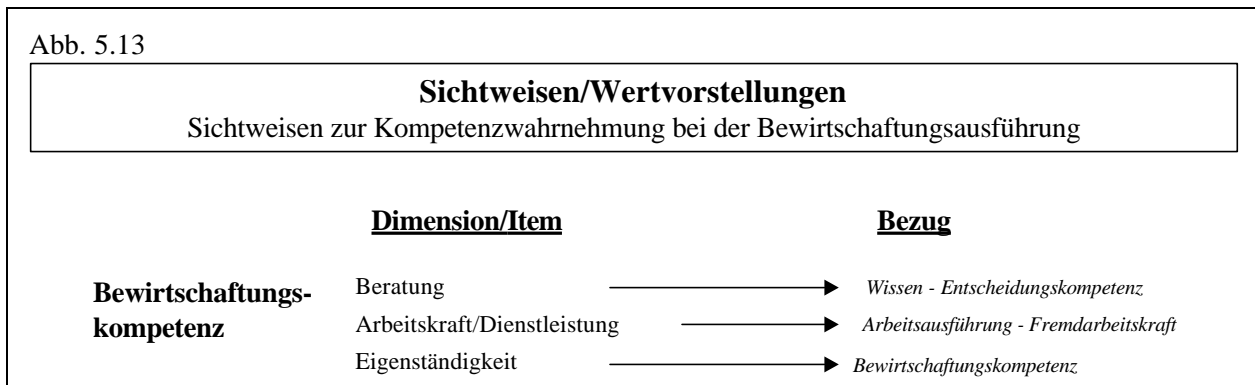 Abb. 5.13
Sichtweisen/Wertvorstellungen
Sichtweisen zur Kompetenzwahrnehmung bei der Bewirtschaftungsausführung
Dimension/Item Bezug
Bewirtschaftungs-
kompetenz
Beratung Wissen - Entscheidungskompetenz
Arbeitskraft/Dienstleistung Arbeitsausführung - Fremdarbeitskraft
Eigenständigkeit Bewirtschaftungskompetenz